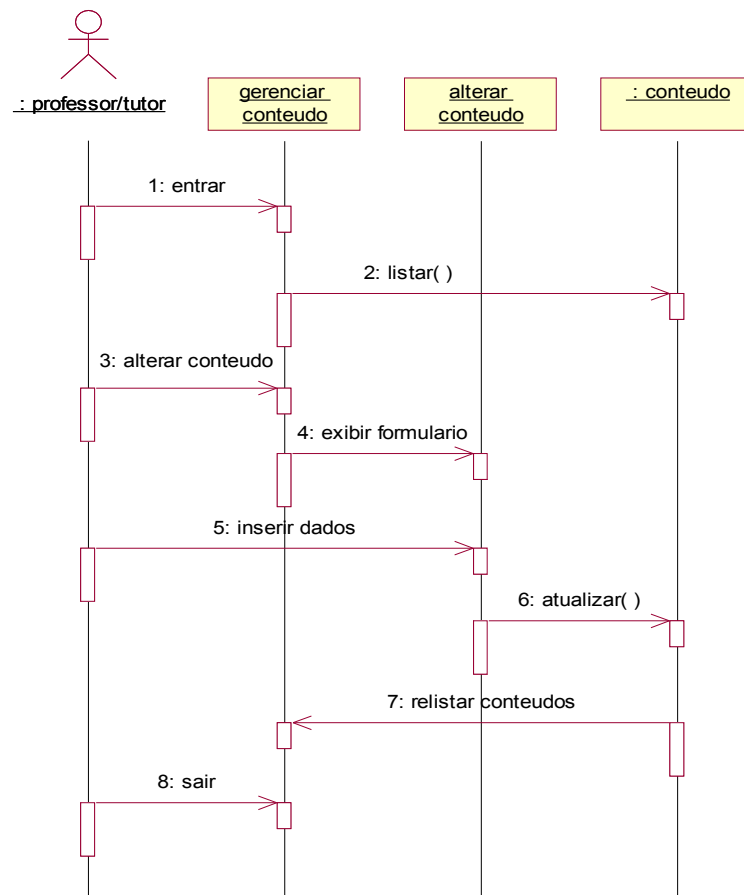 : professor/tutor
gerenciar
conteudo
alterar
conteudo
: conteudo
1: entrar
2: listar( )
3: alterar conteudo
4: exibir formulario
5: inserir dados
6: atualizar( )
7: relistar conteudos
8: sair